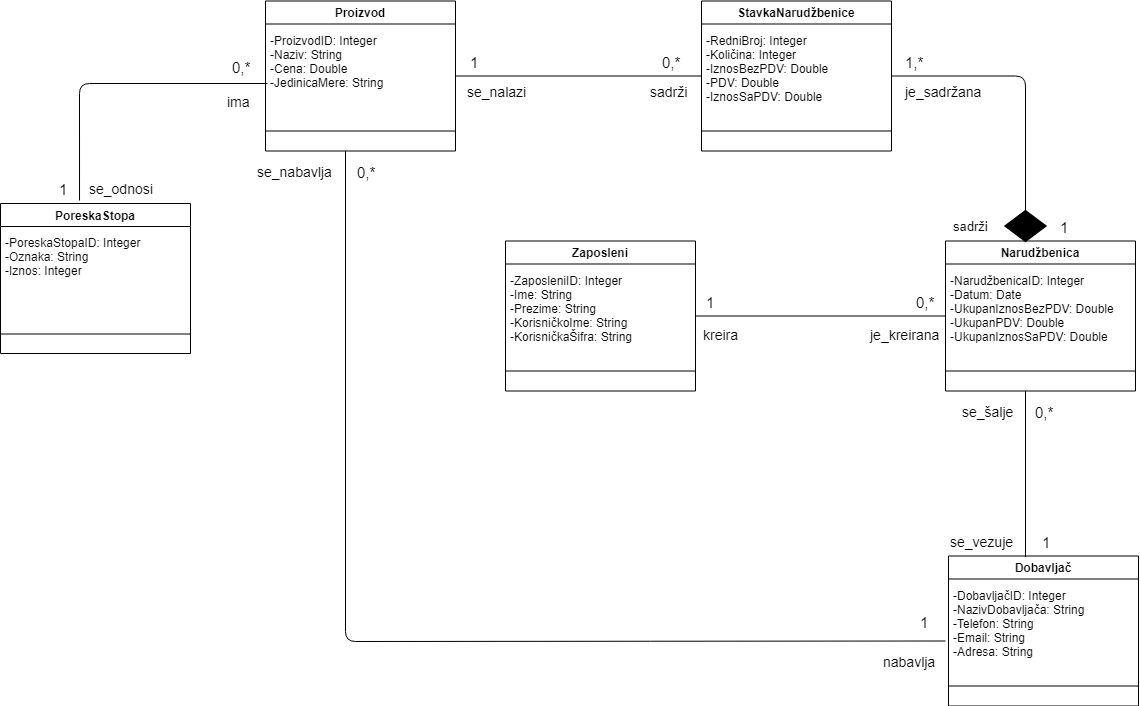 Proizvod
-ProizvodID: Integer
-Naziv: String
-Cena: Double
-JedinicaMere: String
StavkaNarudžbenice
-RedniBroj: Integer
-Količina: Integer
-IznosBezPDV: Double
-PDV: Double
-IznosSaPDV: Double
0,*
ima
1
se_nalazi
0,*
sadrži
1,*
je_sadržana
se_nabavlja
0,*
1
se_odnosi
PoreskaStopa
-PoreskaStopaID: Integer
-Oznaka: String
-Iznos: Integer
sadrži
1
Zaposleni
-ZaposleniID: Integer
-Ime: String
-Prezime: String
-KorisničkoIme: String
-KorisničkaŠifra: String
1
kreira
0,*
je_kreirana
Narudžbenica
-NarudžbenicaID: Integer
-Datum: Date
-UkupanIznosBezPDV: Double
-UkupanPDV: Double
-UkupanIznosSaPDV: Double
se_šalje
0,*
se_vezuje
1
Dobavljač
-DobavljačID: Integer
-NazivDobavljača: String
-Telefon: String
-Email: String
-Adresa: String
1
nabavlja